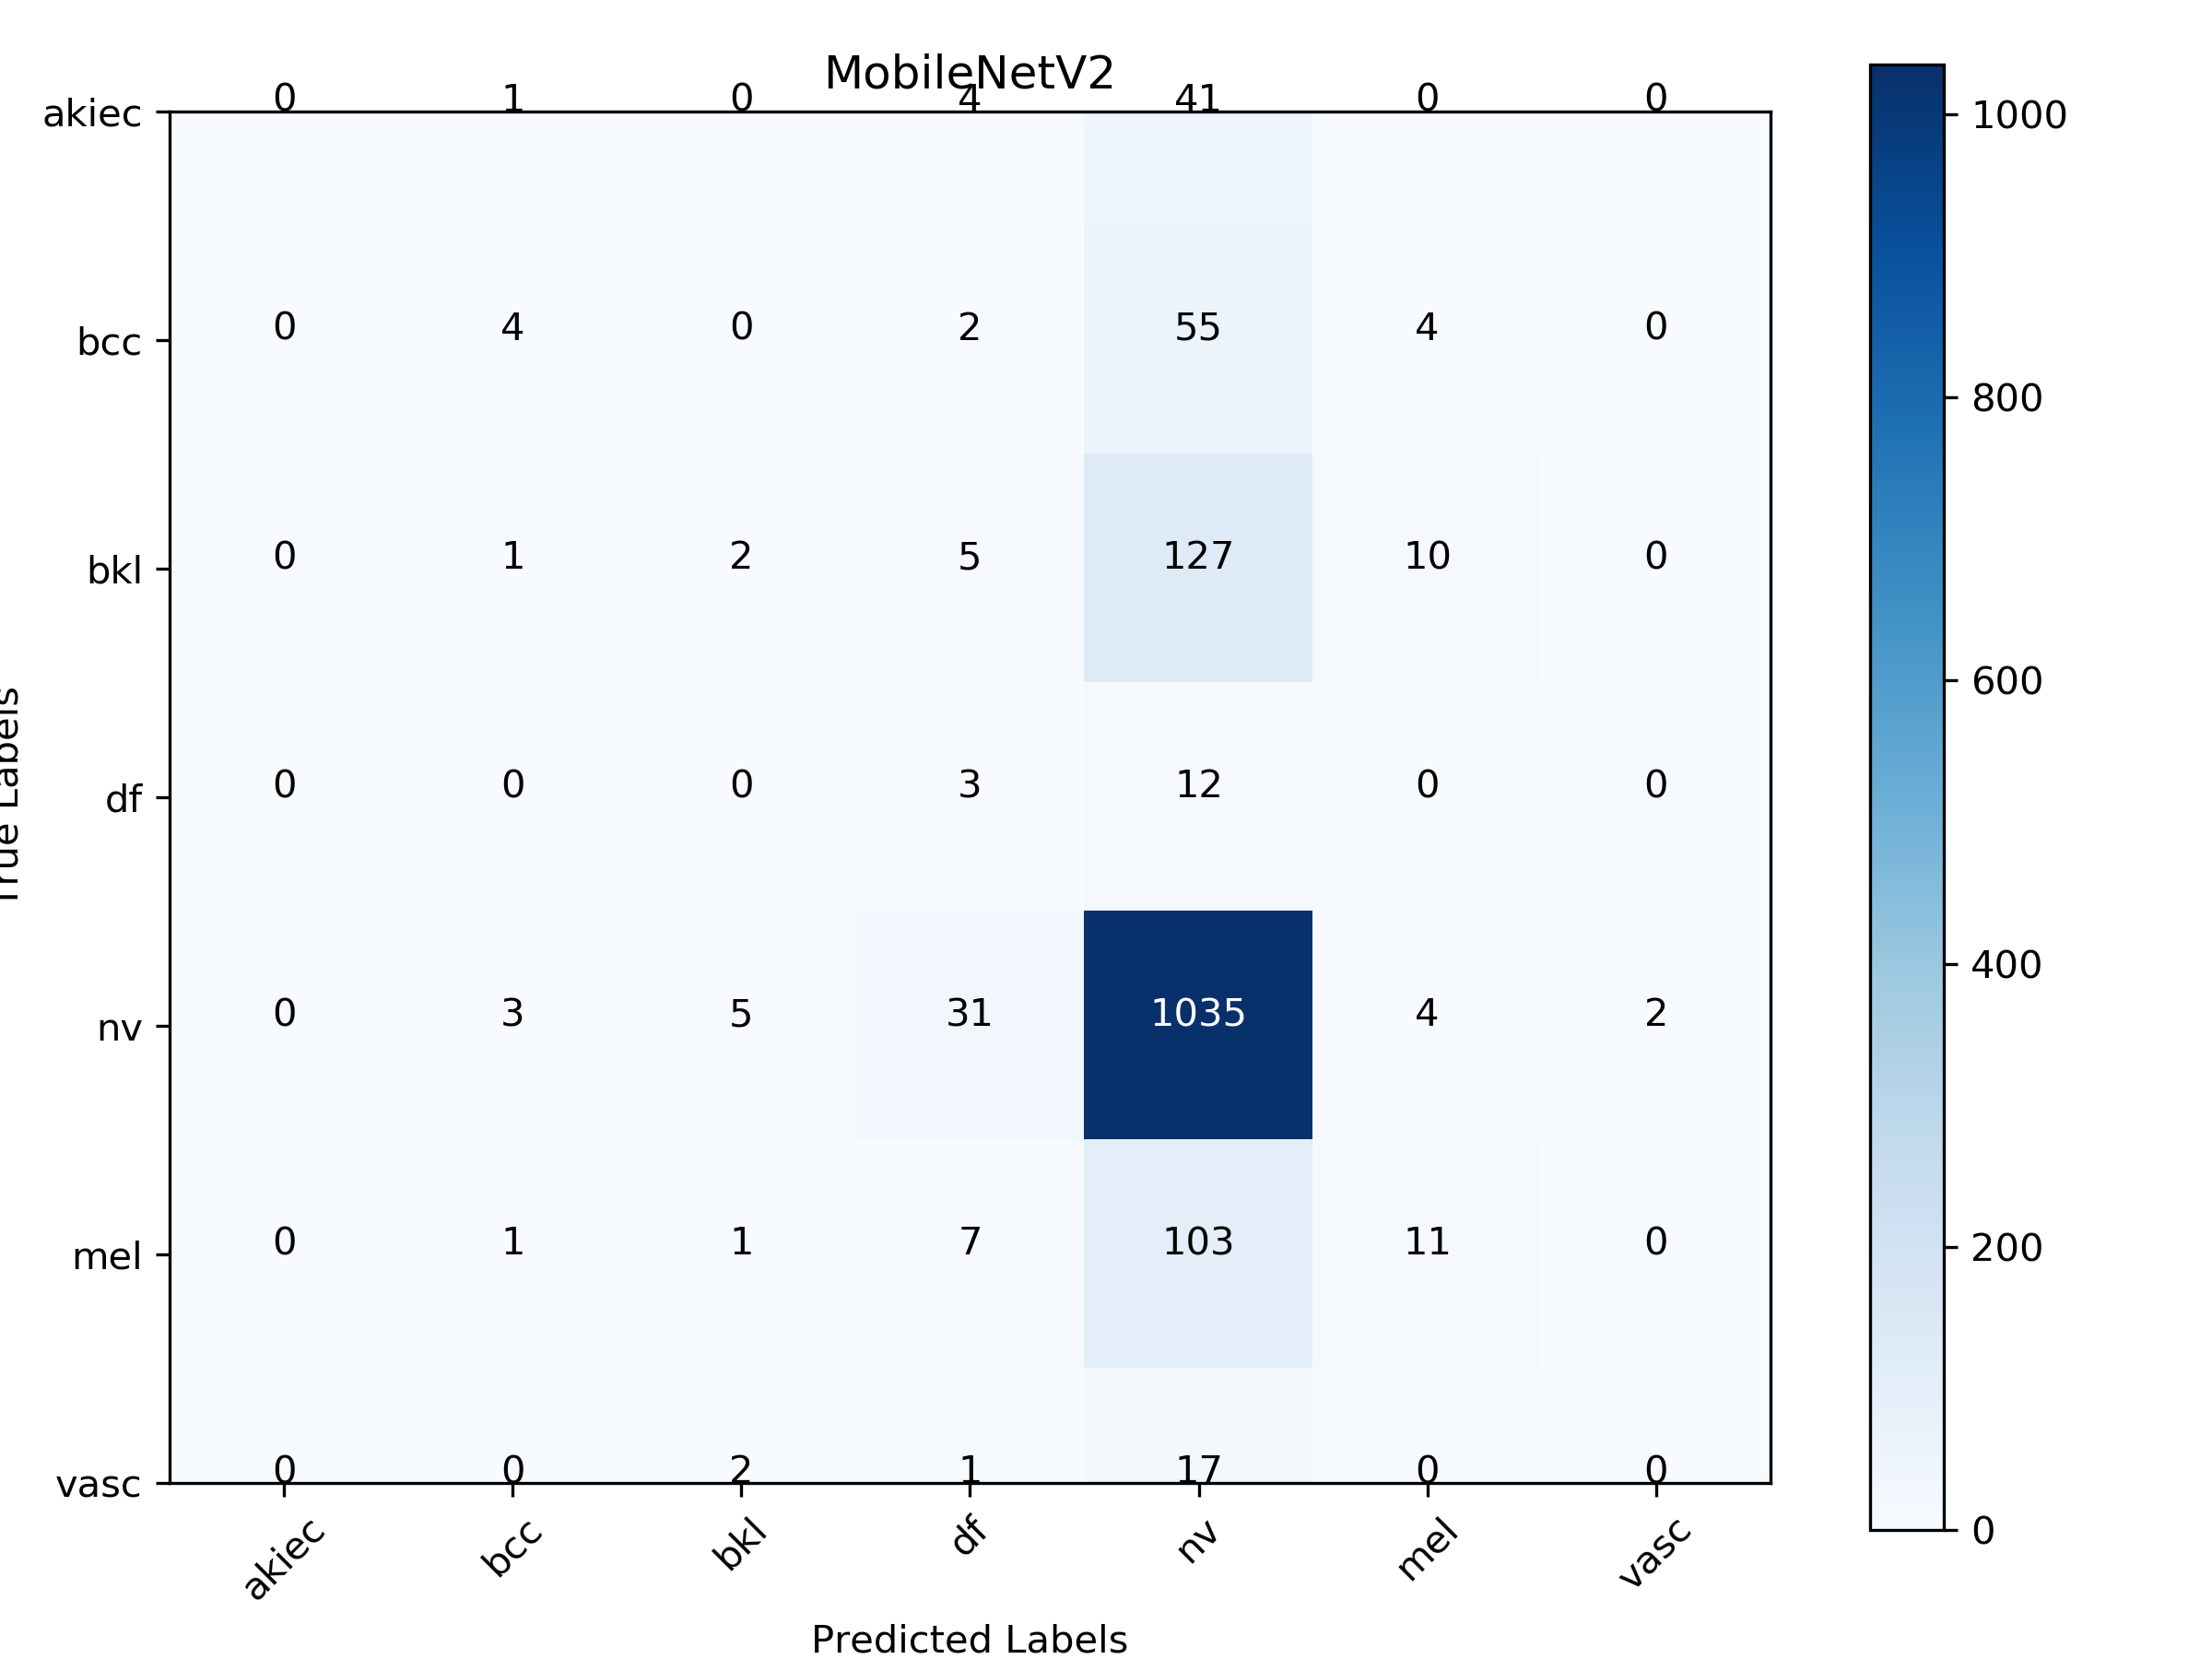 MobileNetV2
akiec 0 1 0 4 41 0 0
bcc 0 4 0 2 55 4 0
bkl 0 1 2 5 127 10 0
df 0 0 0 3 12 0 0
nv 0 3 5 31 1035 4 2
mel 0 1 1 7 103 11 0
vasc 0 0 2 1 17 0 0
akiec bcc bkl df nv mel vasc
Predicted Labels
True Labels
1000
800
600
400
200
0